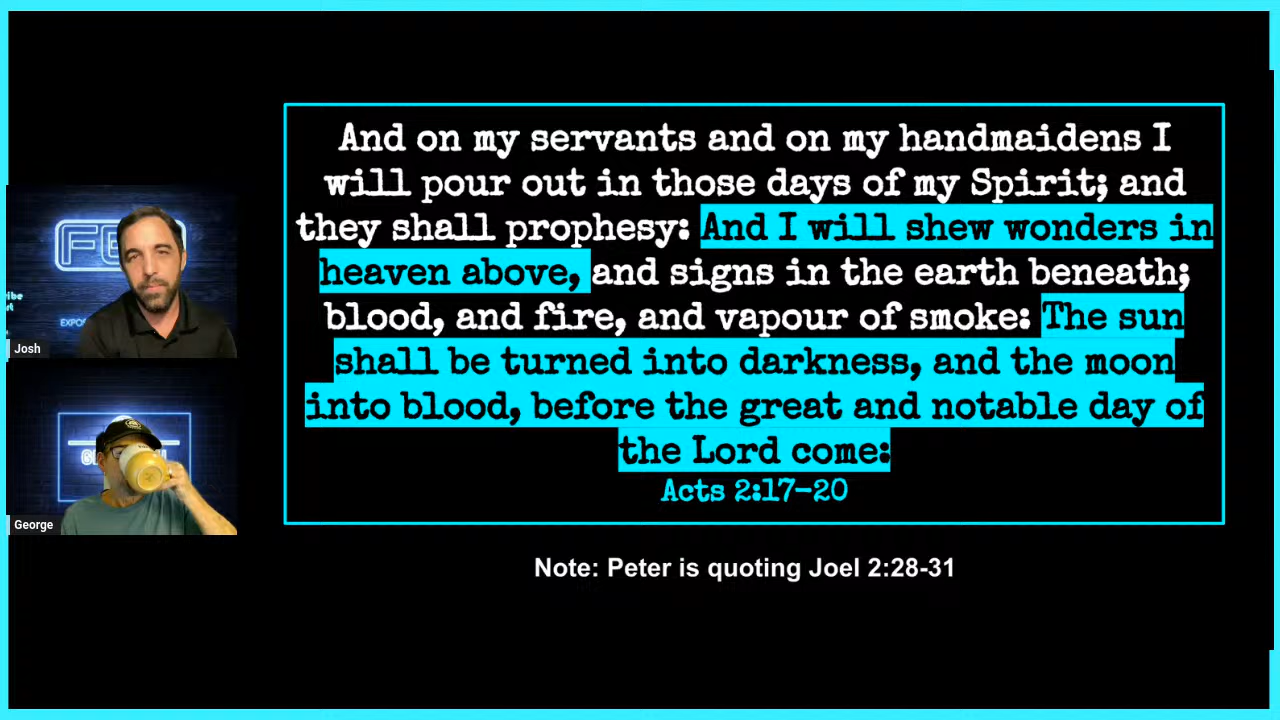 And on my servants and on my handmaidens I
will pour out in those days of my Spirit; and
they shall prophesy: And I will shew wonders in
heaven above, and signs in the earth beneath;
blood, and fire, and vapour of smoke: The sun
shall be turned into darkness, and the moon
into blood, before the great and notable day of
the Lord come:
Acts 2:17-20
Note: Peter is quoting Joel 2:28-31
Josh
George